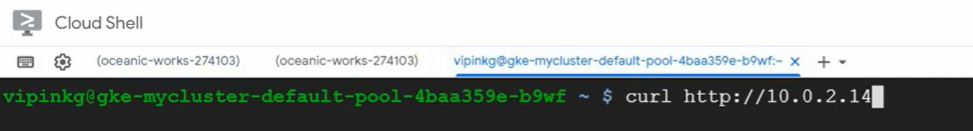 Cloud Shell
(oceanic-works-274103) (oceanic-works-274103) vipinkg@gke-mycluster-default-pool-4baa359e-b9wf:~ × + ▾
vipinkg@gke-mycluster-default-pool-4baa359e-b9wf ~ $ curl http://10.0.2.14